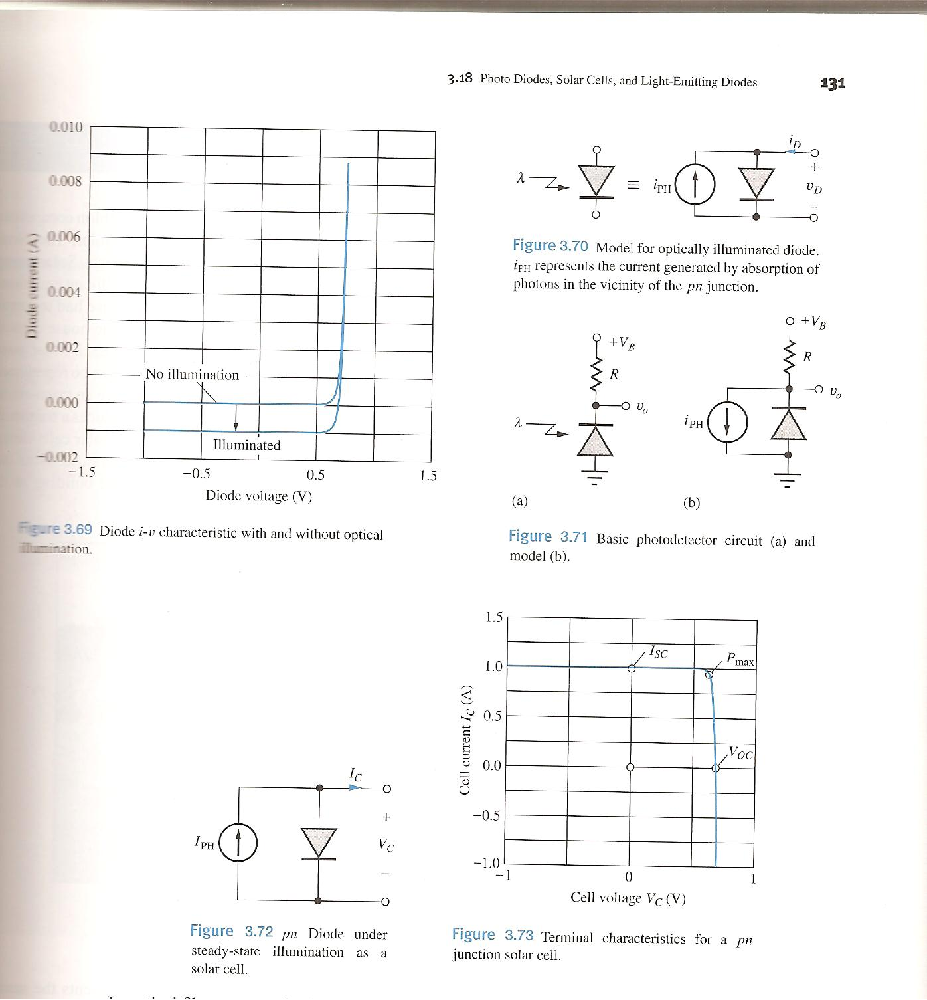 3.18 Photo Diodes, Solar Cells, and Light-Emitting Diodes 131
0.010
0.008
0.006
0.004
0.002
0.000
−0.002
Diode current (A)
No illumination
Illuminated
−1.5 −0.5 0.5 1.5
Diode voltage (V)
Figure 3.69 Diode i-v characteristic with and without optical
illumination.
λ ≡ iPH iD
+
vD
−
Figure 3.70 Model for optically illuminated diode.
iPH represents the current generated by absorption of
photons in the vicinity of the pn junction.
+VB
R
vo
λ
(a)
+VB
R
vo
iPH
(b)
Figure 3.71 Basic photodetector circuit (a) and
model (b).
IC
+
IPH VC
−
Figure 3.72 pn Diode under
steady-state illumination as a
solar cell.
1.5
1.0
0.5
0.0
−0.5
−1.0
Cell current IC (A)
ISC
Pmax
VOC
−1 0 1
Cell voltage VC (V)
Figure 3.73 Terminal characteristics for a pn
junction solar cell.